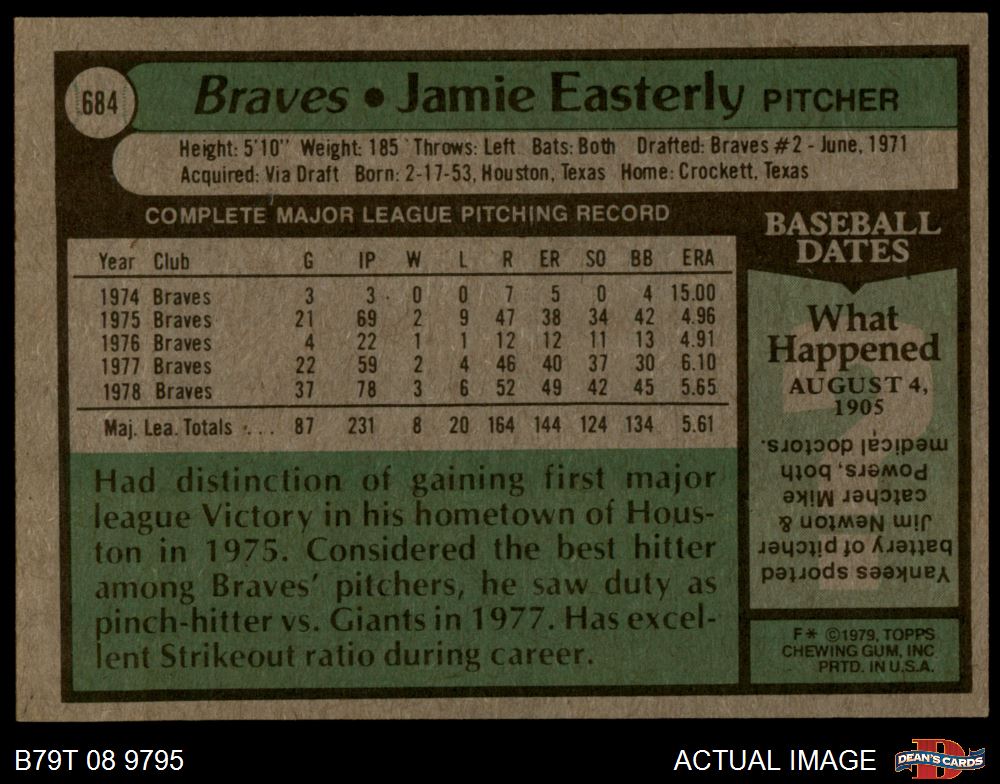 684
Braves • Jamie Easterly PITCHER
Height: 5'10" Weight: 185 Throws: Left Bats: Both Drafted: Braves #2 - June, 1971
Acquired: Via Draft Born: 2-17-53, Houston, Texas Home: Crockett, Texas
COMPLETE MAJOR LEAGUE PITCHING RECORD
Year Club G IP W L R ER SO BB ERA
1974 Braves 3 3 0 0 7 5 0 4 15.00
1975 Braves 21 69 2 9 47 38 34 42 4.96
1976 Braves 4 22 1 1 12 12 11 13 4.91
1977 Braves 22 59 2 4 46 40 37 30 6.10
1978 Braves 37 78 3 6 52 49 42 45 5.65
Maj. Lea. Totals . . . 87 231 8 20 164 144 124 134 5.61
Had distinction of gaining first major
league Victory in his hometown of Hous-
ton in 1975. Considered the best hitter
among Braves' pitchers, he saw duty as
pinch-hitter vs. Giants in 1977. Has excel-
lent Strikeout ratio during career.
BASEBALL
DATES
What
Happened
AUGUST 4,
1905
Yankees sported
battery of pitcher
Jim Newton &
catcher Mike
Powers, both
medical doctors.
F* ©1979, TOPPS
CHEWING GUM, INC
PRTD. IN U.S.A.
B79T 08 9795
ACTUAL IMAGE
DEAN'S CARDS